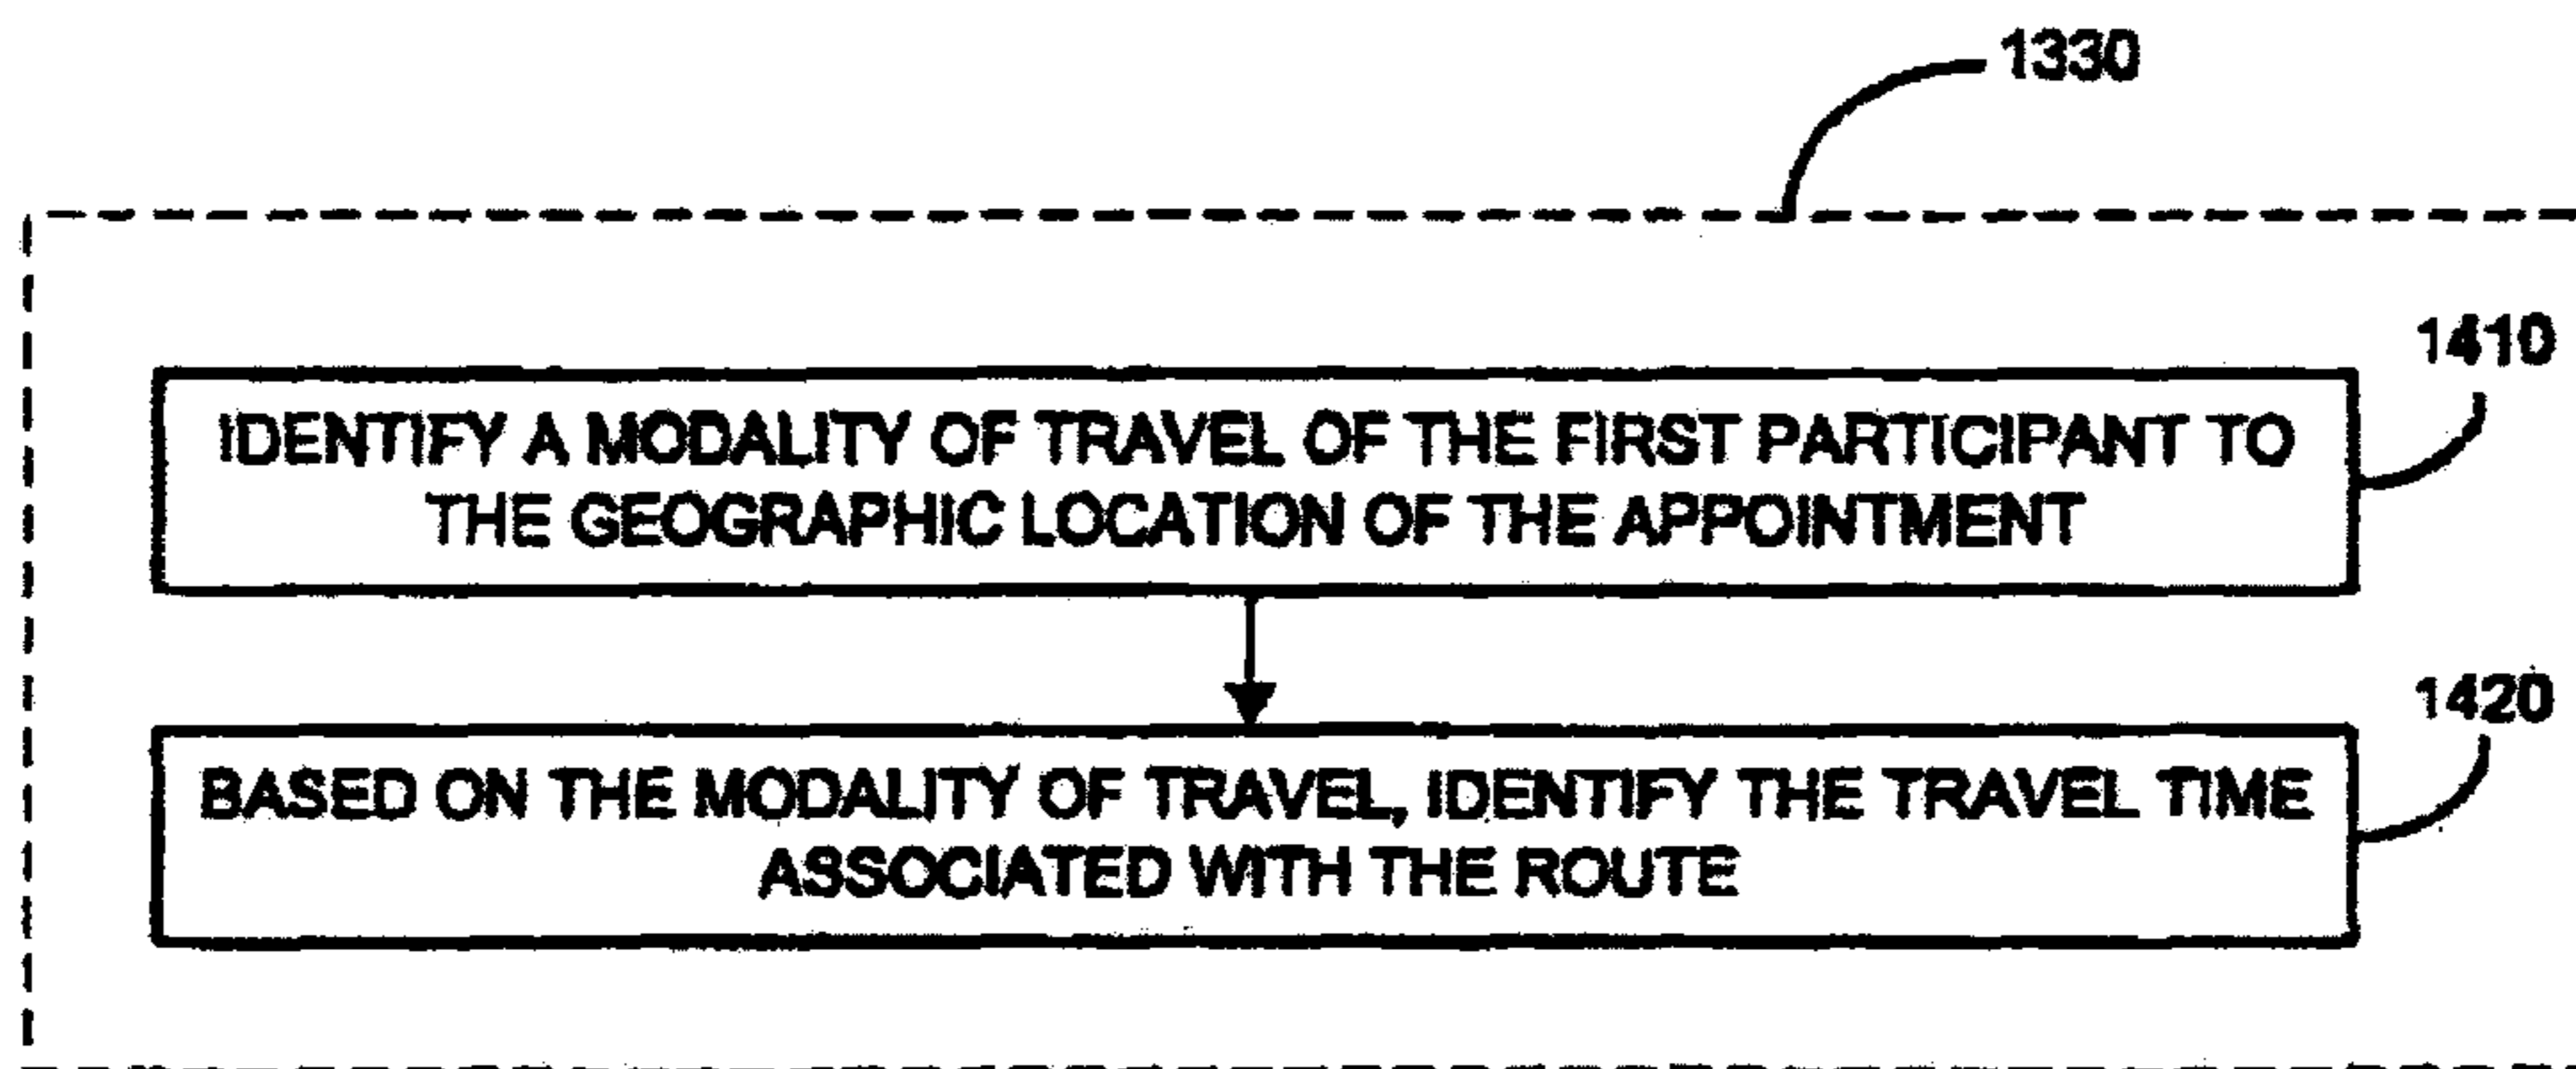 1330
1410
IDENTIFY A MODALITY OF TRAVEL OF THE FIRST PARTICIPANT TO
THE GEOGRAPHIC LOCATION OF THE APPOINTMENT
1420
BASED ON THE MODALITY OF TRAVEL, IDENTIFY THE TRAVEL TIME
ASSOCIATED WITH THE ROUTE